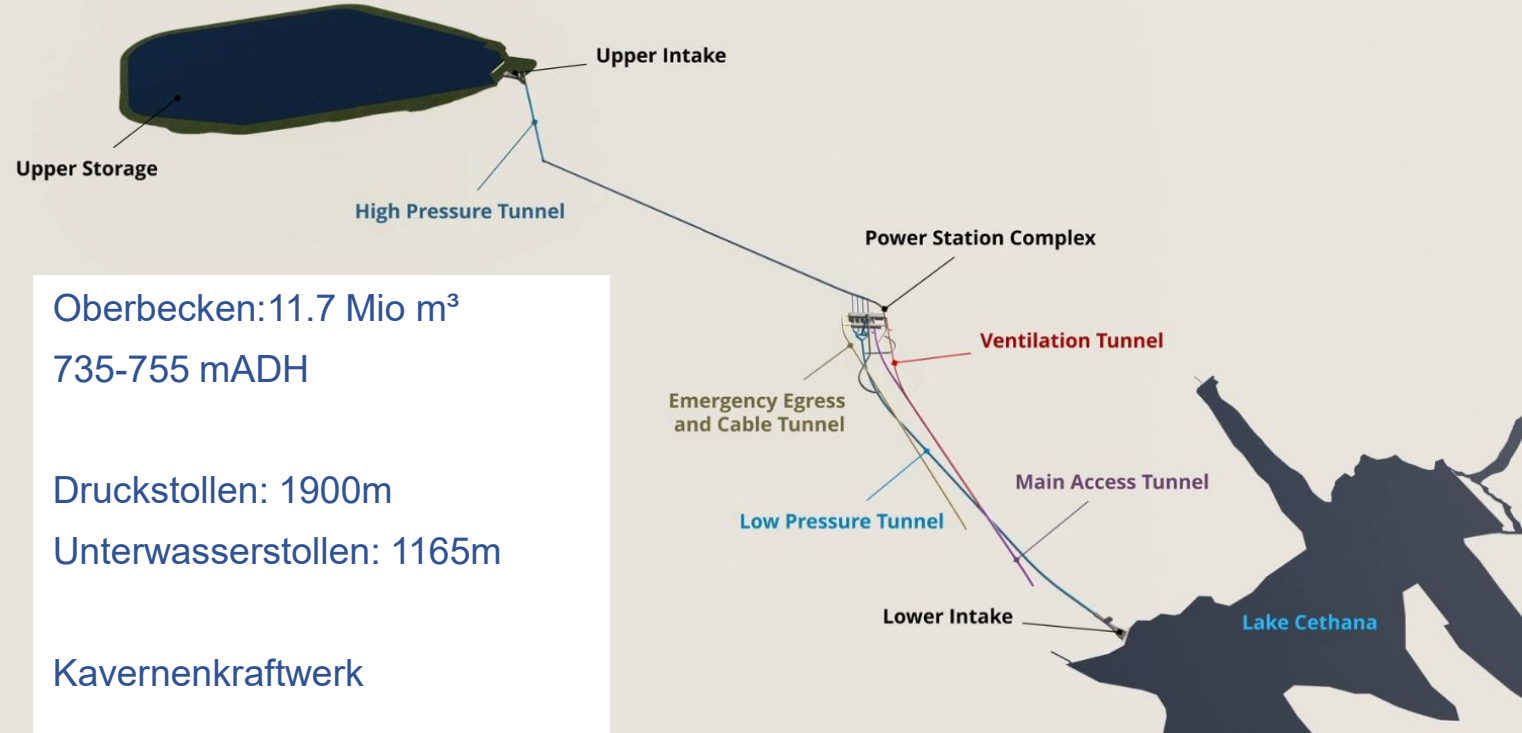 Upper Intake
Upper Storage
High Pressure Tunnel
Power Station Complex
Oberbecken:11.7 Mio m³
735-755 mADH
Ventilation Tunnel
Emergency Egress
and Cable Tunnel
Druckstollen: 1900m
Main Access Tunnel
Low Pressure Tunnel
Unterwasserstollen: 1165m
Lower Intake
Lake Cethana
Kavernenkraftwerk